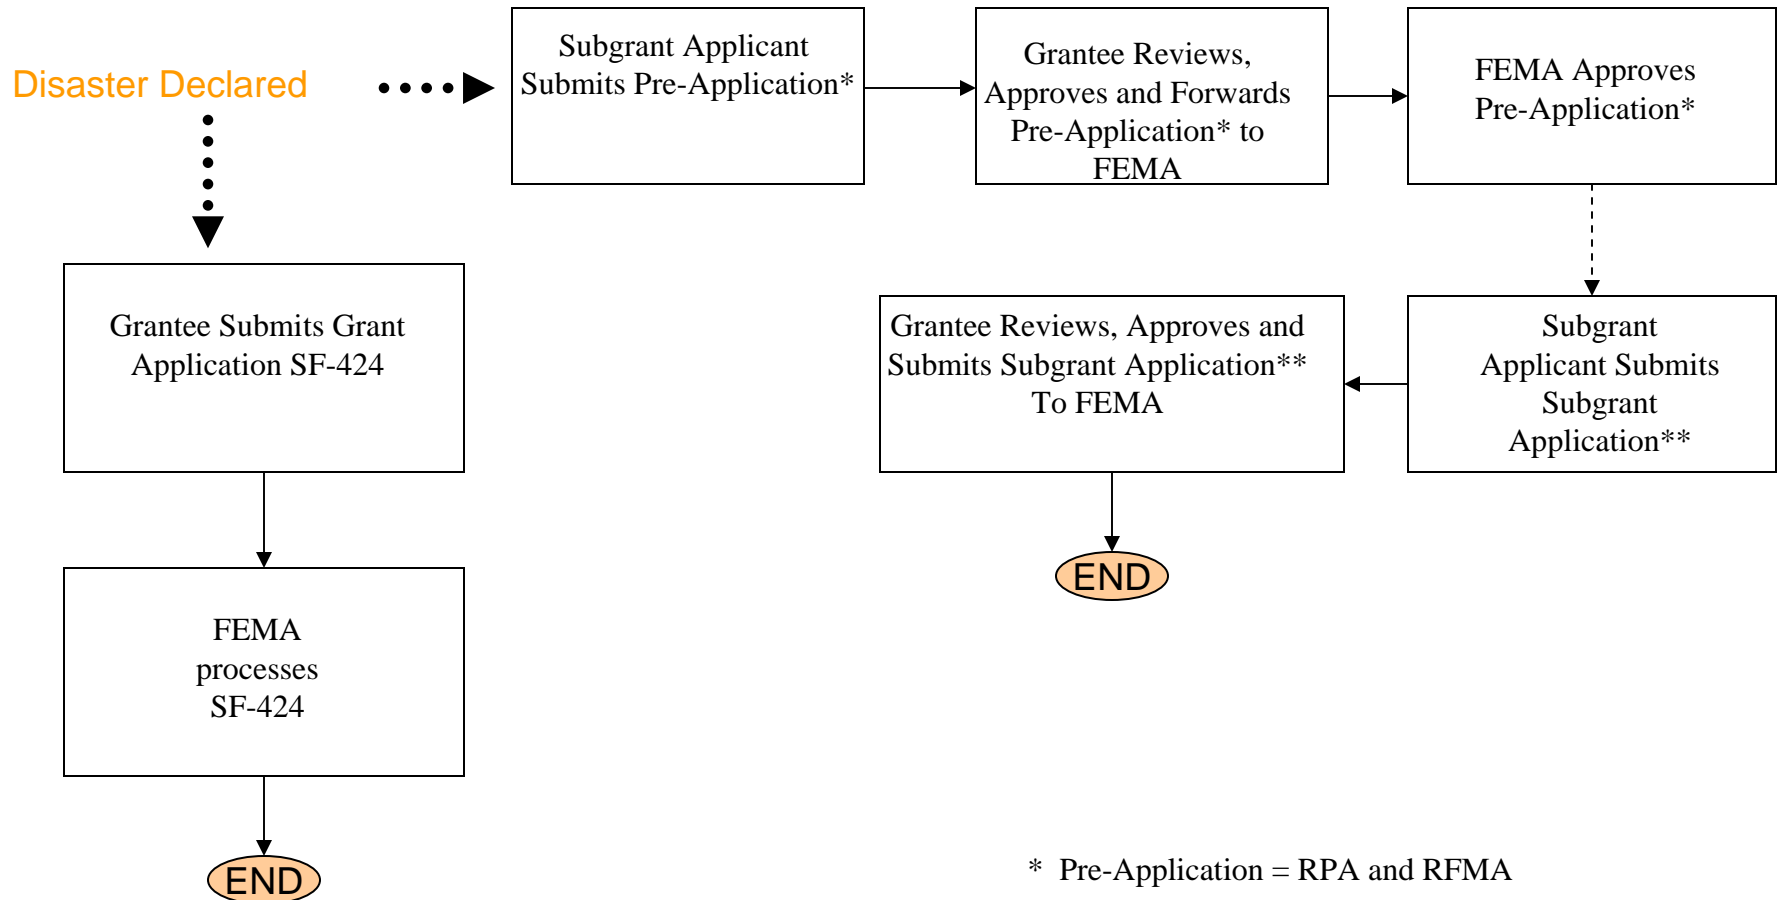 Disaster Declared
Subgrant Applicant
Submits Pre-Application*
Grantee Reviews,
Approves and Forwards
Pre-Application* to
FEMA
FEMA Approves
Pre-Application*
Grantee Submits Grant
Application SF-424
Grantee Reviews, Approves and
Submits Subgrant Application**
To FEMA
Subgrant
Applicant Submits
Subgrant
Application**
END
FEMA
processes
SF-424
END
* Pre-Application = RPA and RFMA